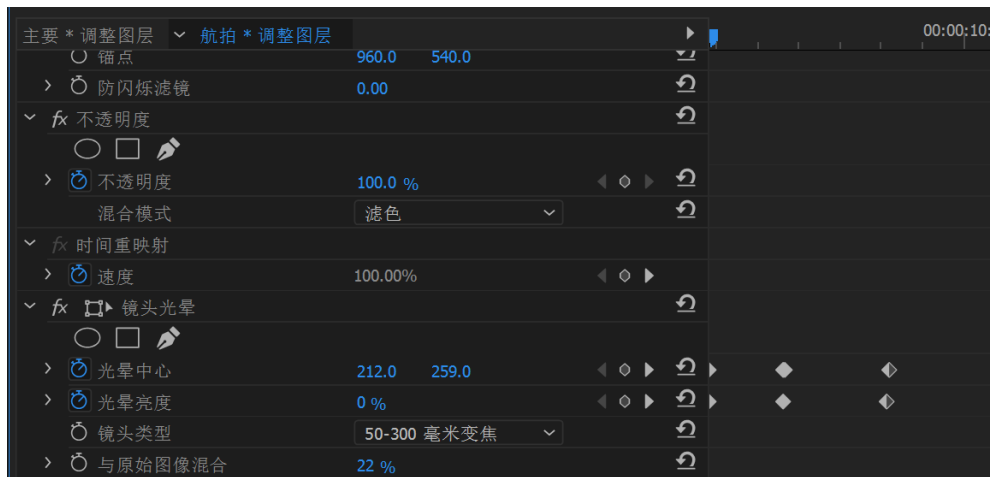 主要 * 调整图层 航拍 * 调整图层 00:00:10:
锚点 960.0 540.0
防闪烁滤镜 0.00
fx 不透明度
不透明度 100.0 %
混合模式 滤色
fx 时间重映射
速度 100.00%
fx 镜头光晕
光晕中心 212.0 259.0
光晕亮度 0 %
镜头类型 50-300 毫米变焦
与原始图像混合 22 %